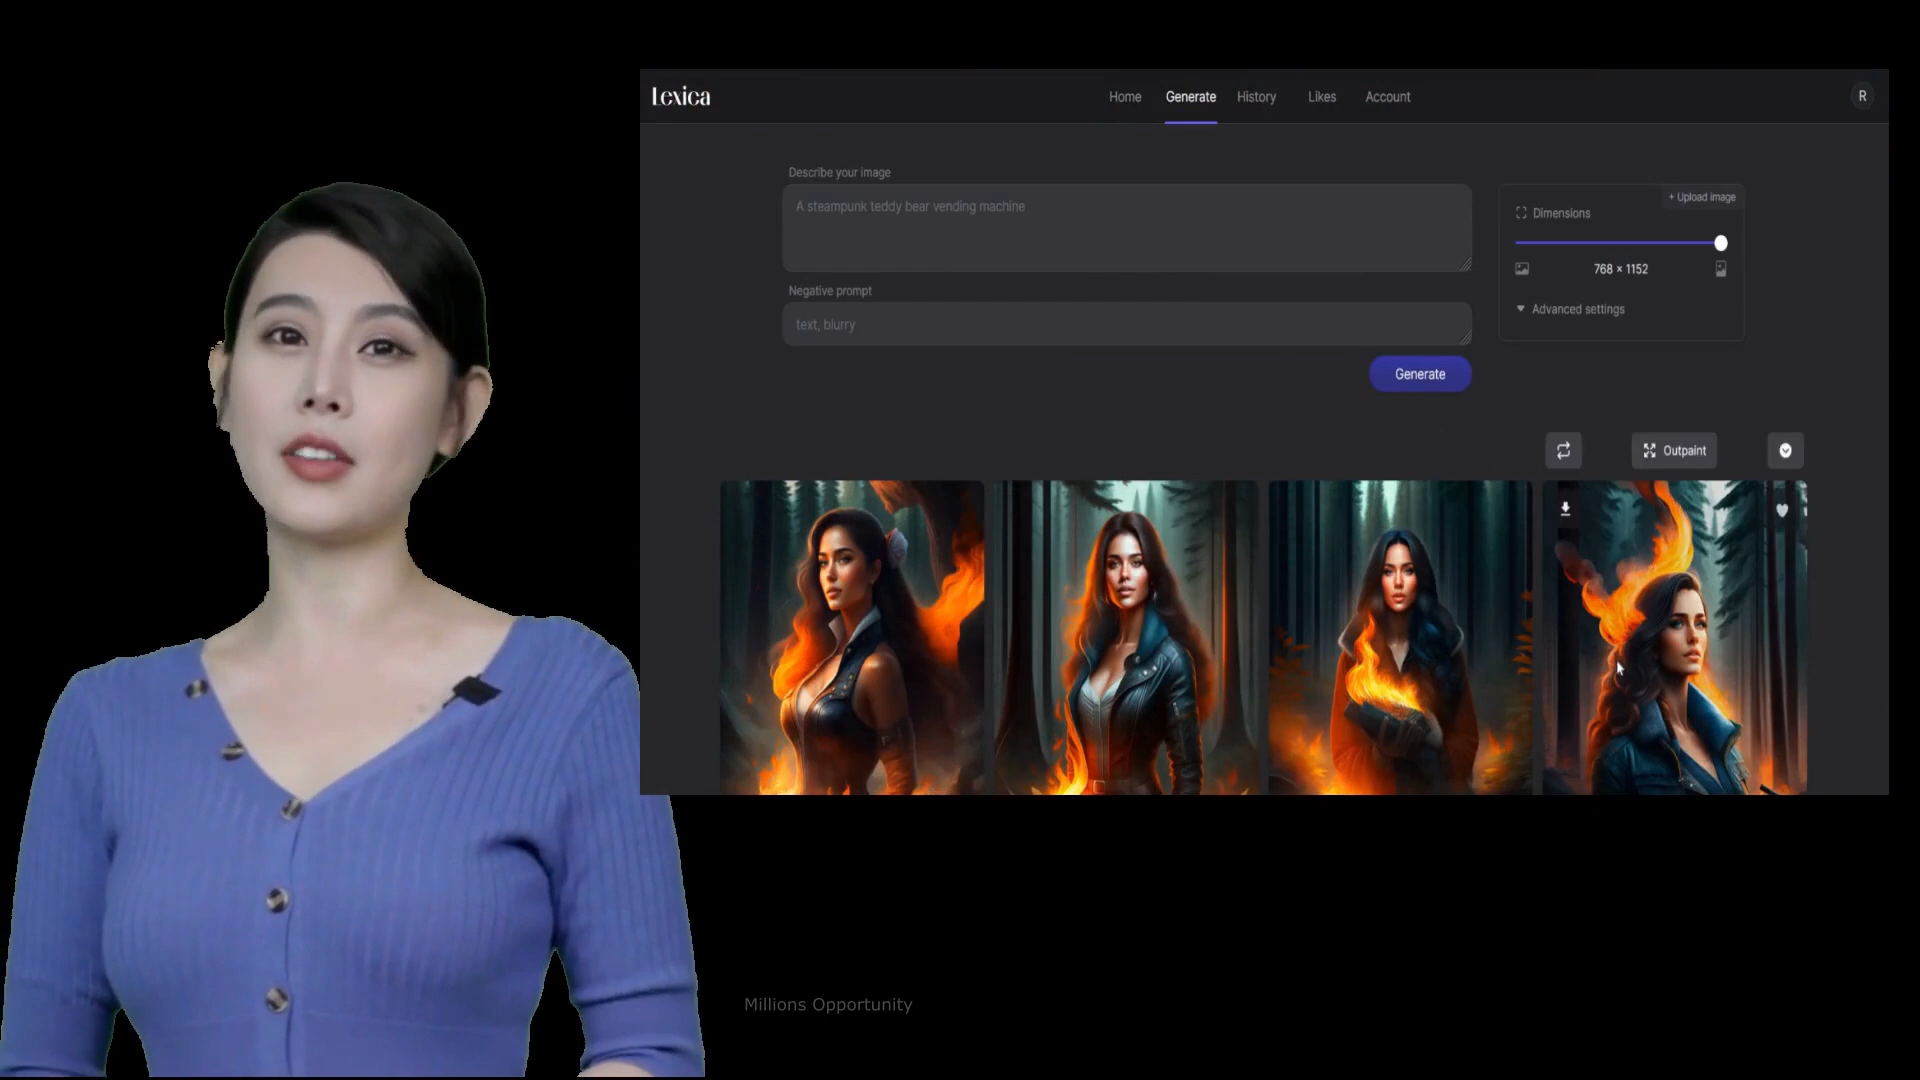 Lexica
Home Generate History Likes Account
R
Describe your image
A steampunk teddy bear vending machine
+ Upload image
Dimensions
768 × 1152
Advanced settings
Negative prompt
text, blurry
Generate
Outpaint
Millions Opportunity